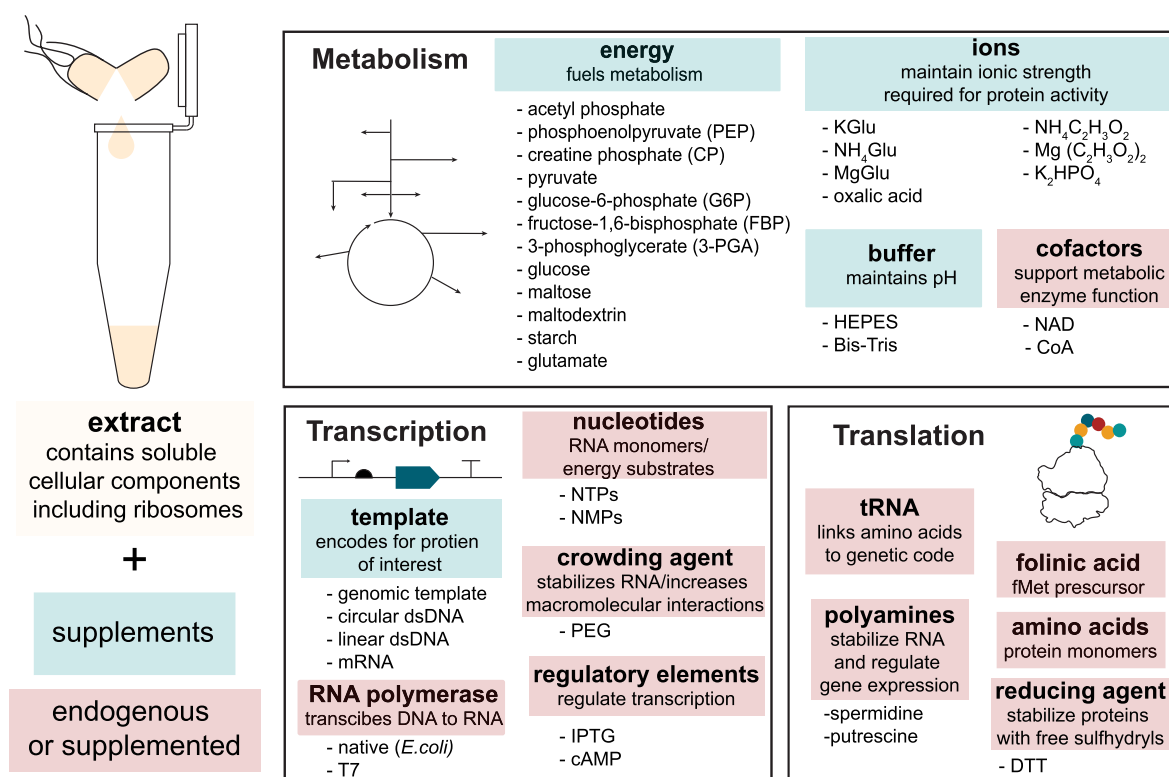 extract
contains soluble
cellular components
including ribosomes
+
supplements
endogenous
or supplemented
Metabolism
energy
fuels metabolism
- acetyl phosphate
- phosphoenolpyruvate (PEP)
- creatine phosphate (CP)
- pyruvate
- glucose-6-phosphate (G6P)
- fructose-1,6-bisphosphate (FBP)
- 3-phosphoglycerate (3-PGA)
- glucose
- maltose
- maltodextrin
- starch
- glutamate
ions
maintain ionic strength
required for protein activity
- KGlu
- NH₄Glu
- MgGlu
- oxalic acid
- NH₄C₂H₃O₂
- Mg (C₂H₃O₂)₂
- K₂HPO₄
buffer
maintains pH
- HEPES
- Bis-Tris
cofactors
support metabolic
enzyme function
- NAD
- CoA
Transcription
template
encodes for protien
of interest
- genomic template
- circular dsDNA
- linear dsDNA
- mRNA
RNA polymerase
transcibes DNA to RNA
- native (E.coli)
- T7
nucleotides
RNA monomers/
energy substrates
- NTPs
- NMPs
crowding agent
stabilizes RNA/increases
macromolecular interactions
- PEG
regulatory elements
regulate transcription
- IPTG
- cAMP
Translation
tRNA
links amino acids
to genetic code
polyamines
stabilize RNA
and regulate
gene expression
-spermidine
-putrescine
folinic acid
fMet prescursor
amino acids
protein monomers
reducing agent
stabilize proteins
with free sulfhydryls
- DTT